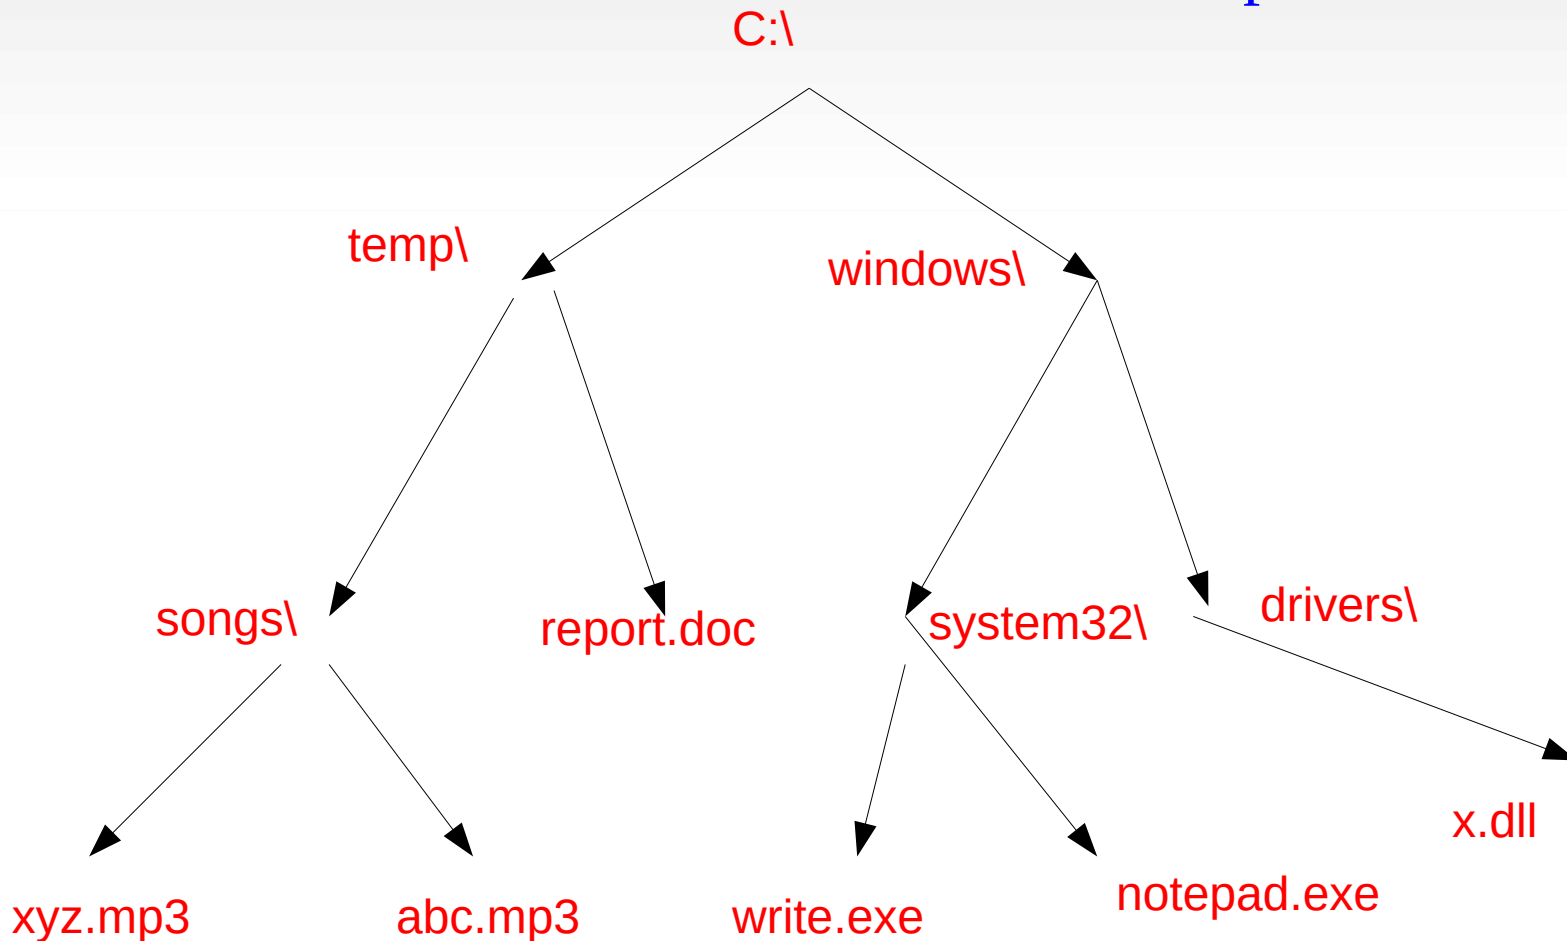 C:\
temp\
windows\
songs\
report.doc
system32\
drivers\
x.dll
xyz.mp3
abc.mp3
write.exe
notepad.exe